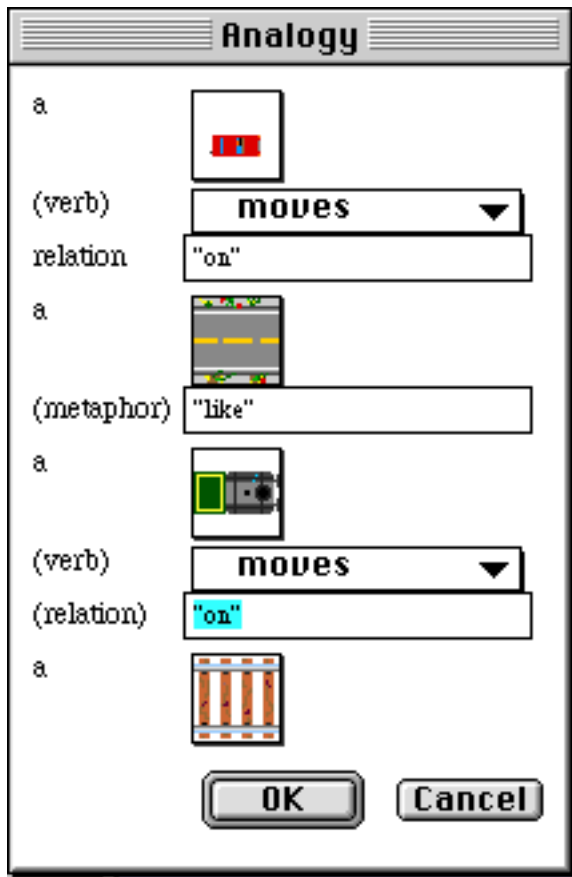 Analogy
a
(verb) moves
relation "on"
a
(metaphor) "like"
a
(verb) moves
(relation) "on"
a
OK Cancel